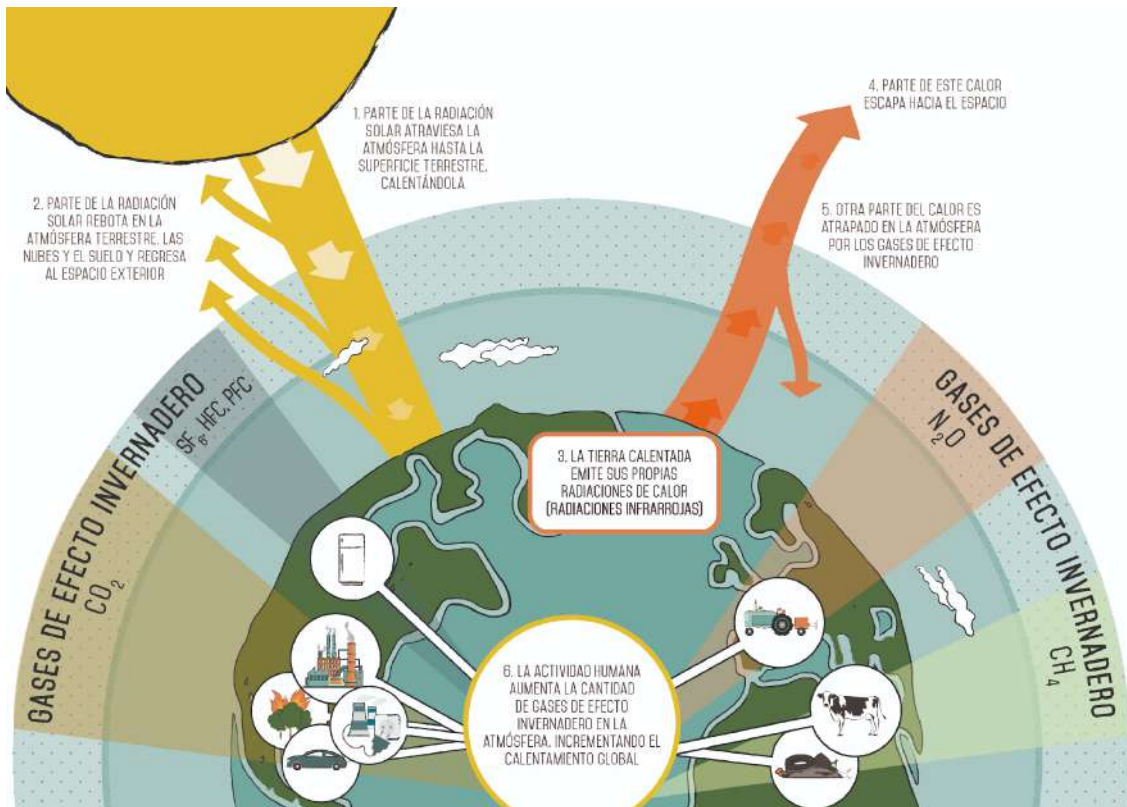 1. PARTE DE LA RADIACIÓN
SOLAR ATRAVIESA LA
ATMÓSFERA HASTA LA
SUPERFICIE TERRESTRE,
CALENTÁNDOLA
2. PARTE DE LA RADIACIÓN
SOLAR REBOTA EN LA
ATMÓSFERA TERRESTRE, LAS
NUBES Y EL SUELO Y REGRESA
AL ESPACIO EXTERIOR
4. PARTE DE ESTE CALOR
ESCAPA HACIA EL ESPACIO
5. OTRA PARTE DEL CALOR ES
ATRAPADO EN LA ATMÓSFERA
POR LOS GASES DE EFECTO
INVERNADERO
3. LA TIERRA CALENTADA
EMITE SUS PROPIAS
RADIACIONES DE CALOR
(RADIACIONES INFRARROJAS)
GASES DE EFECTO INVERNADERO
SF6, HFC, PFC
CO2
GASES DE EFECTO INVERNADERO
N2O
CH4
6. LA ACTIVIDAD HUMANA
AUMENTA LA CANTIDAD
DE GASES DE EFECTO
INVERNADERO EN LA
ATMÓSFERA, INCREMENTANDO EL
CALENTAMIENTO GLOBAL